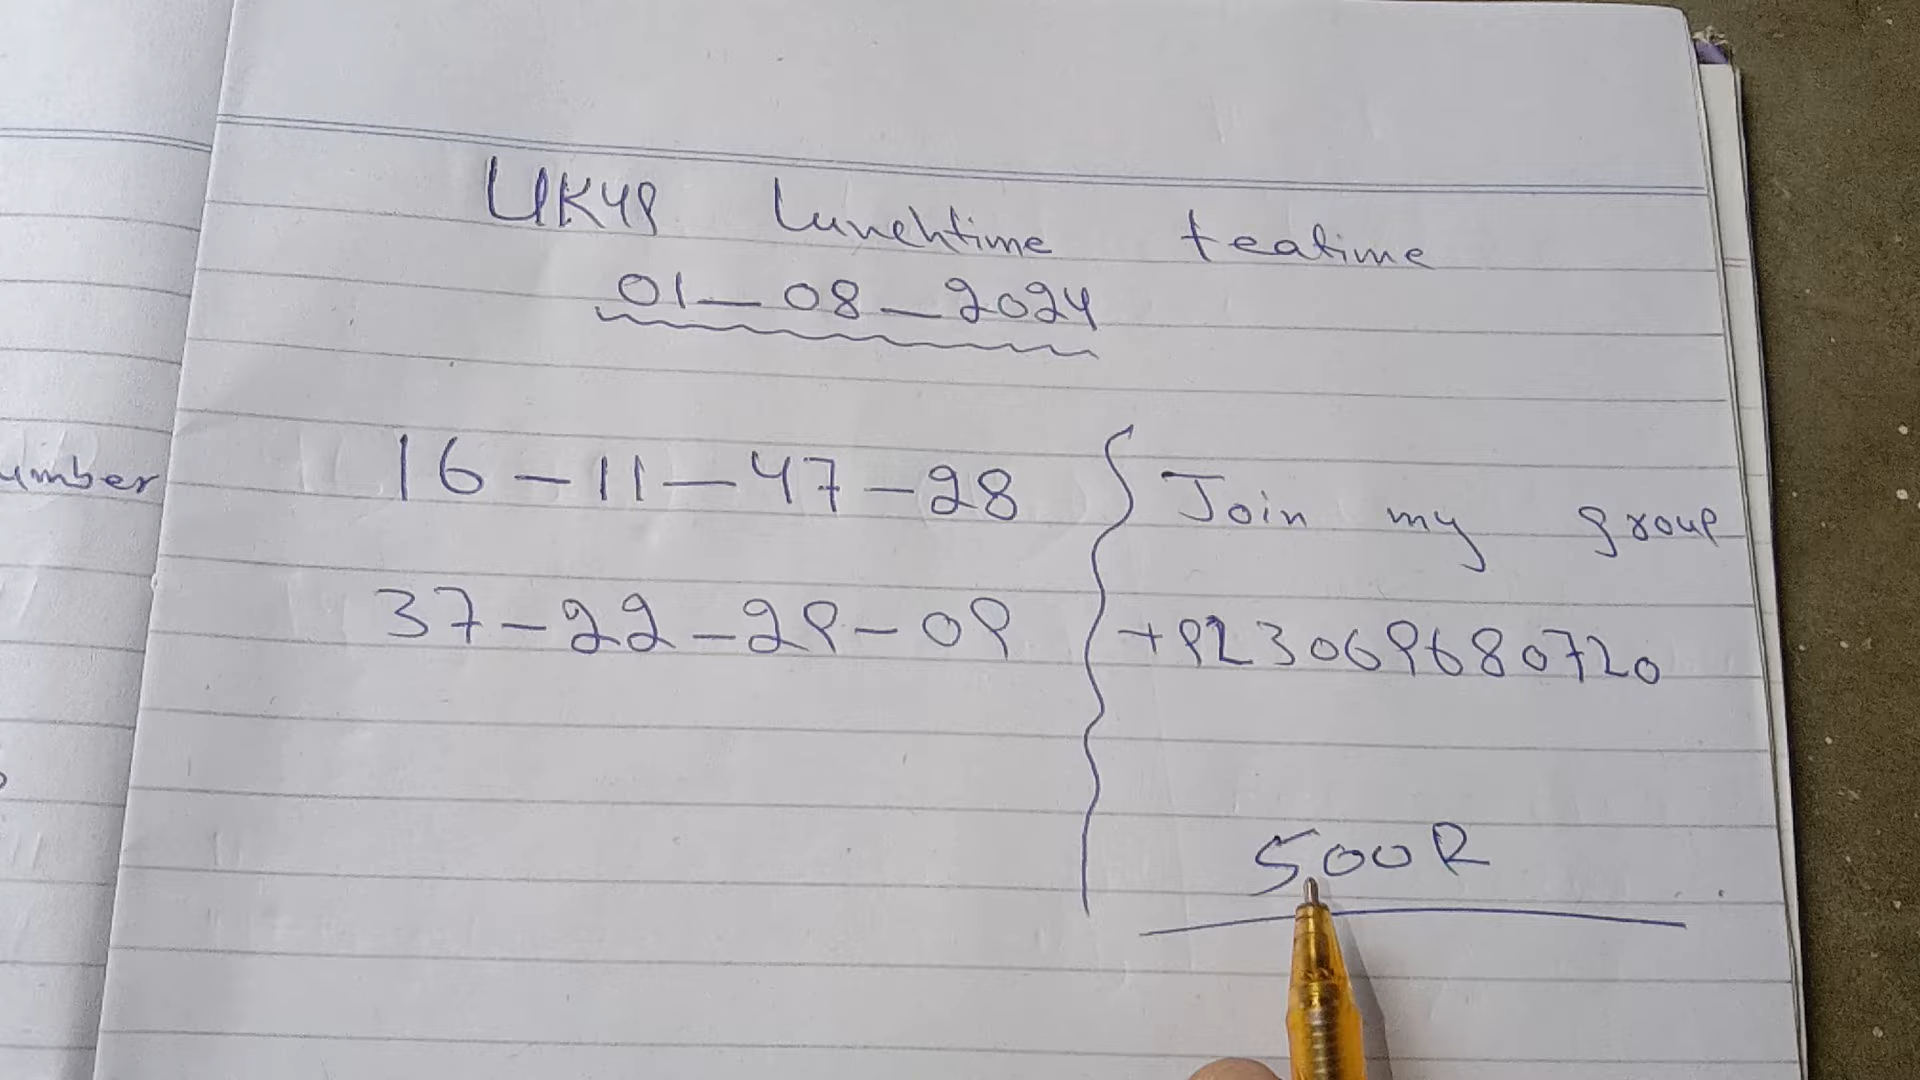 UK49 Lunchtime teatime
01-08-2024
umber
16-11-47-28
37-22-29-09
Join my group
+923069680720
500R